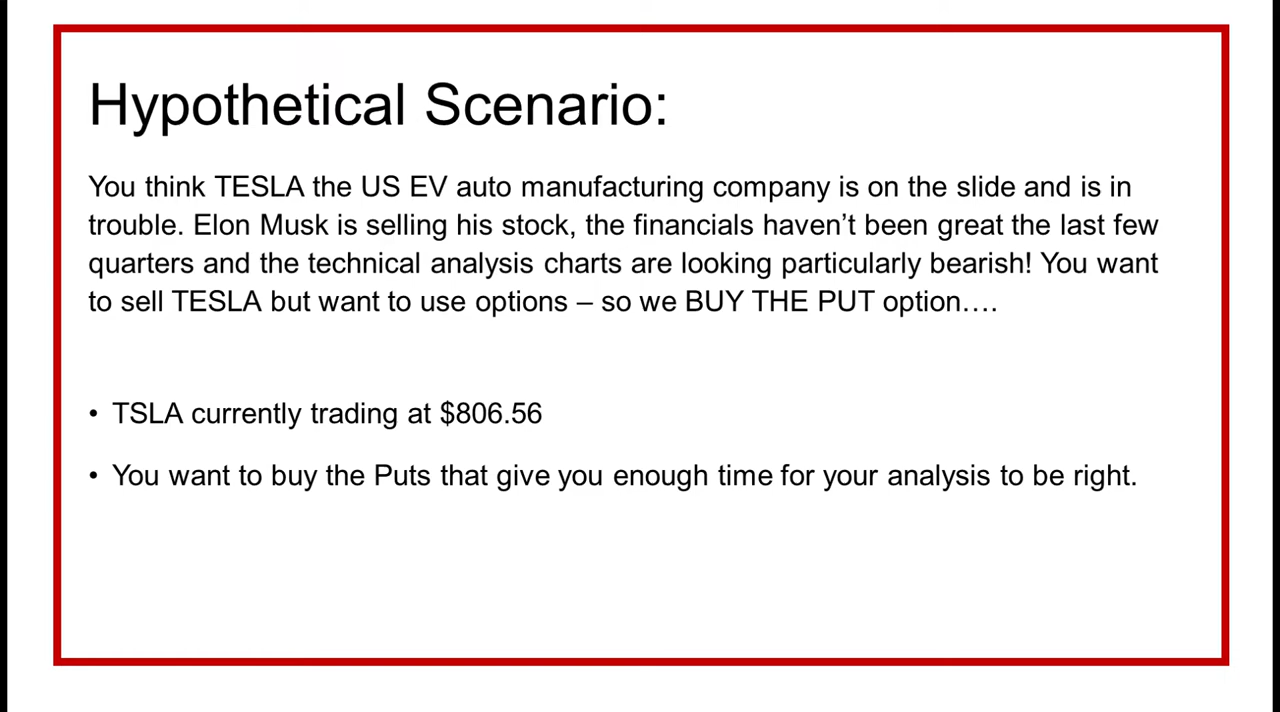 Hypothetical Scenario:
You think TESLA the US EV auto manufacturing company is on the slide and is in
trouble. Elon Musk is selling his stock, the financials haven’t been great the last few
quarters and the technical analysis charts are looking particularly bearish! You want
to sell TESLA but want to use options – so we BUY THE PUT option….
• TSLA currently trading at $806.56
• You want to buy the Puts that give you enough time for your analysis to be right.